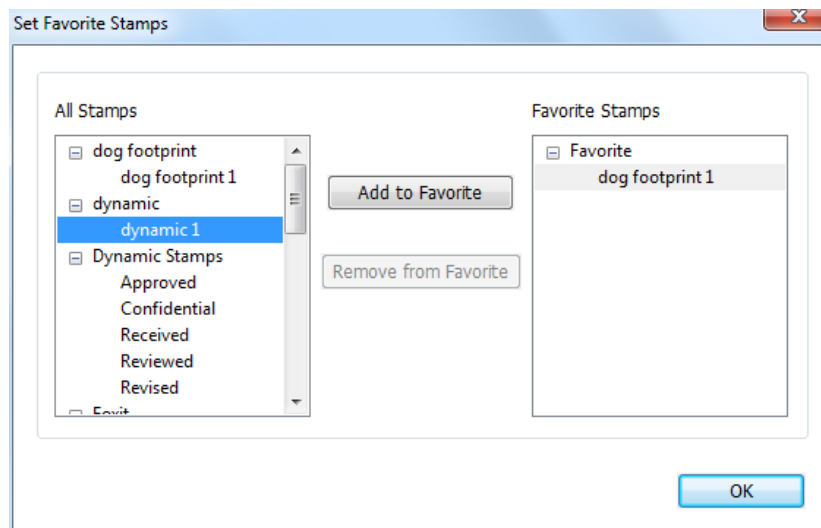 Set Favorite Stamps
All Stamps
dog footprint
dog footprint 1
dynamic
dynamic 1
Dynamic Stamps
Approved
Confidential
Received
Reviewed
Revised
Foxit
Add to Favorite
Remove from Favorite
Favorite Stamps
Favorite
dog footprint 1
OK